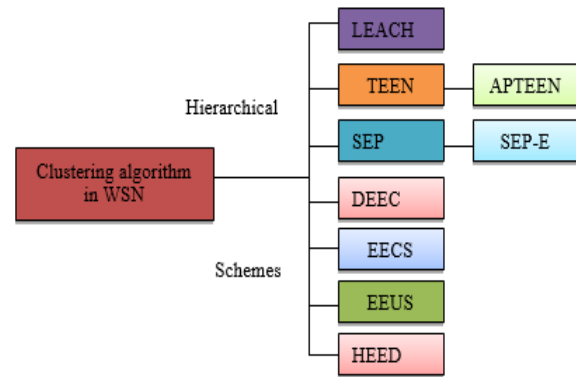 LEACH
TEEN
APTEEN
Hierarchical
SEP
SEP-E
Clustering algorithm
in WSN
DEEC
EECS
Schemes
EEUS
HEED